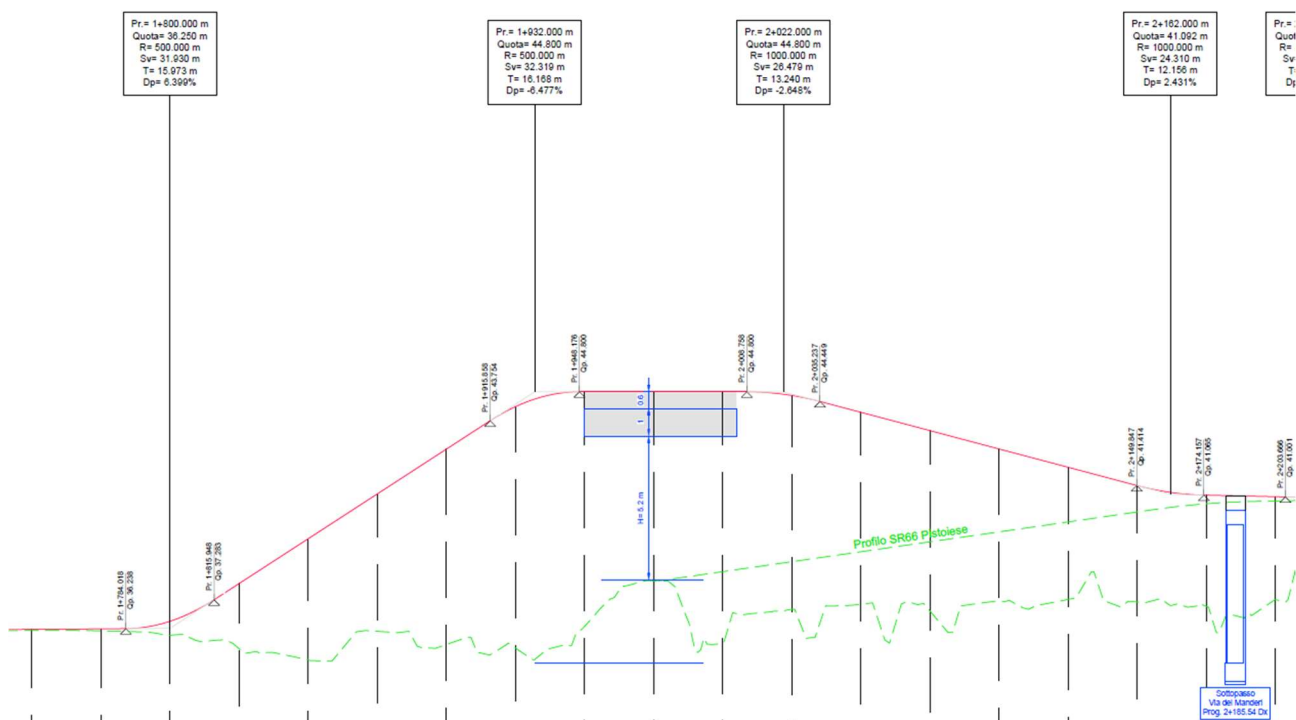 Pr.= 1+800.000 m
Quota= 36.250 m
R= 500.000 m
Sv= 31.930 m
T= 15.973 m
Dp= 6.399%
Pr.= 1+932.000 m
Quota= 44.800 m
R= 500.000 m
Sv= 32.319 m
T= 16.168 m
Dp= -6.477%
Pr.= 2+022.000 m
Quota= 44.800 m
R= 1000.000 m
Sv= 26.479 m
T= 13.240 m
Dp= -2.648%
Pr.= 2+162.000 m
Quota= 41.092 m
R= 1000.000 m
Sv= 24.310 m
T= 12.156 m
Dp= 2.431%
Pr.=
R=
Pr. 1+784.018
Qp. 36.238
Pr. 1+815.948
Qp. 37.283
Pr. 1+915.858
Qp. 43.754
Pr. 1+948.176
Qp. 44.800
Pr. 2+008.758
Qp. 44.800
Pr. 2+035.237
Qp. 44.449
Pr. 2+149.847
Qp. 41.414
Pr. 2+174.157
Qp. 41.065
Pr. 2+203.666
Qp. 41.001
0.6
1
H= 5.2 m
Profilo SR66 Pistoiese
Sottopasso
Via dei Manderi
Prog. 2+185.54 Dx